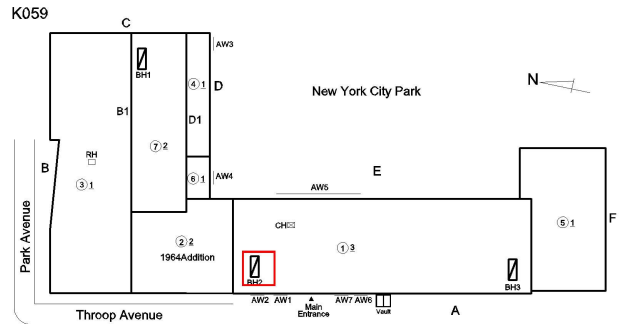 K059
C
AW3
BH1
④ 1
D
New York City Park
N
B1
D1
RH
⑦ 2
B
③ 1
⑥ 1
AW4
E
AW5
⑤ 1
F
CH
② 2
1964Addition
① 3
BH2
BH3
Park Avenue
AW2 AW1
Main
Entrance
AW7 AW6
Vault
A
Throop Avenue